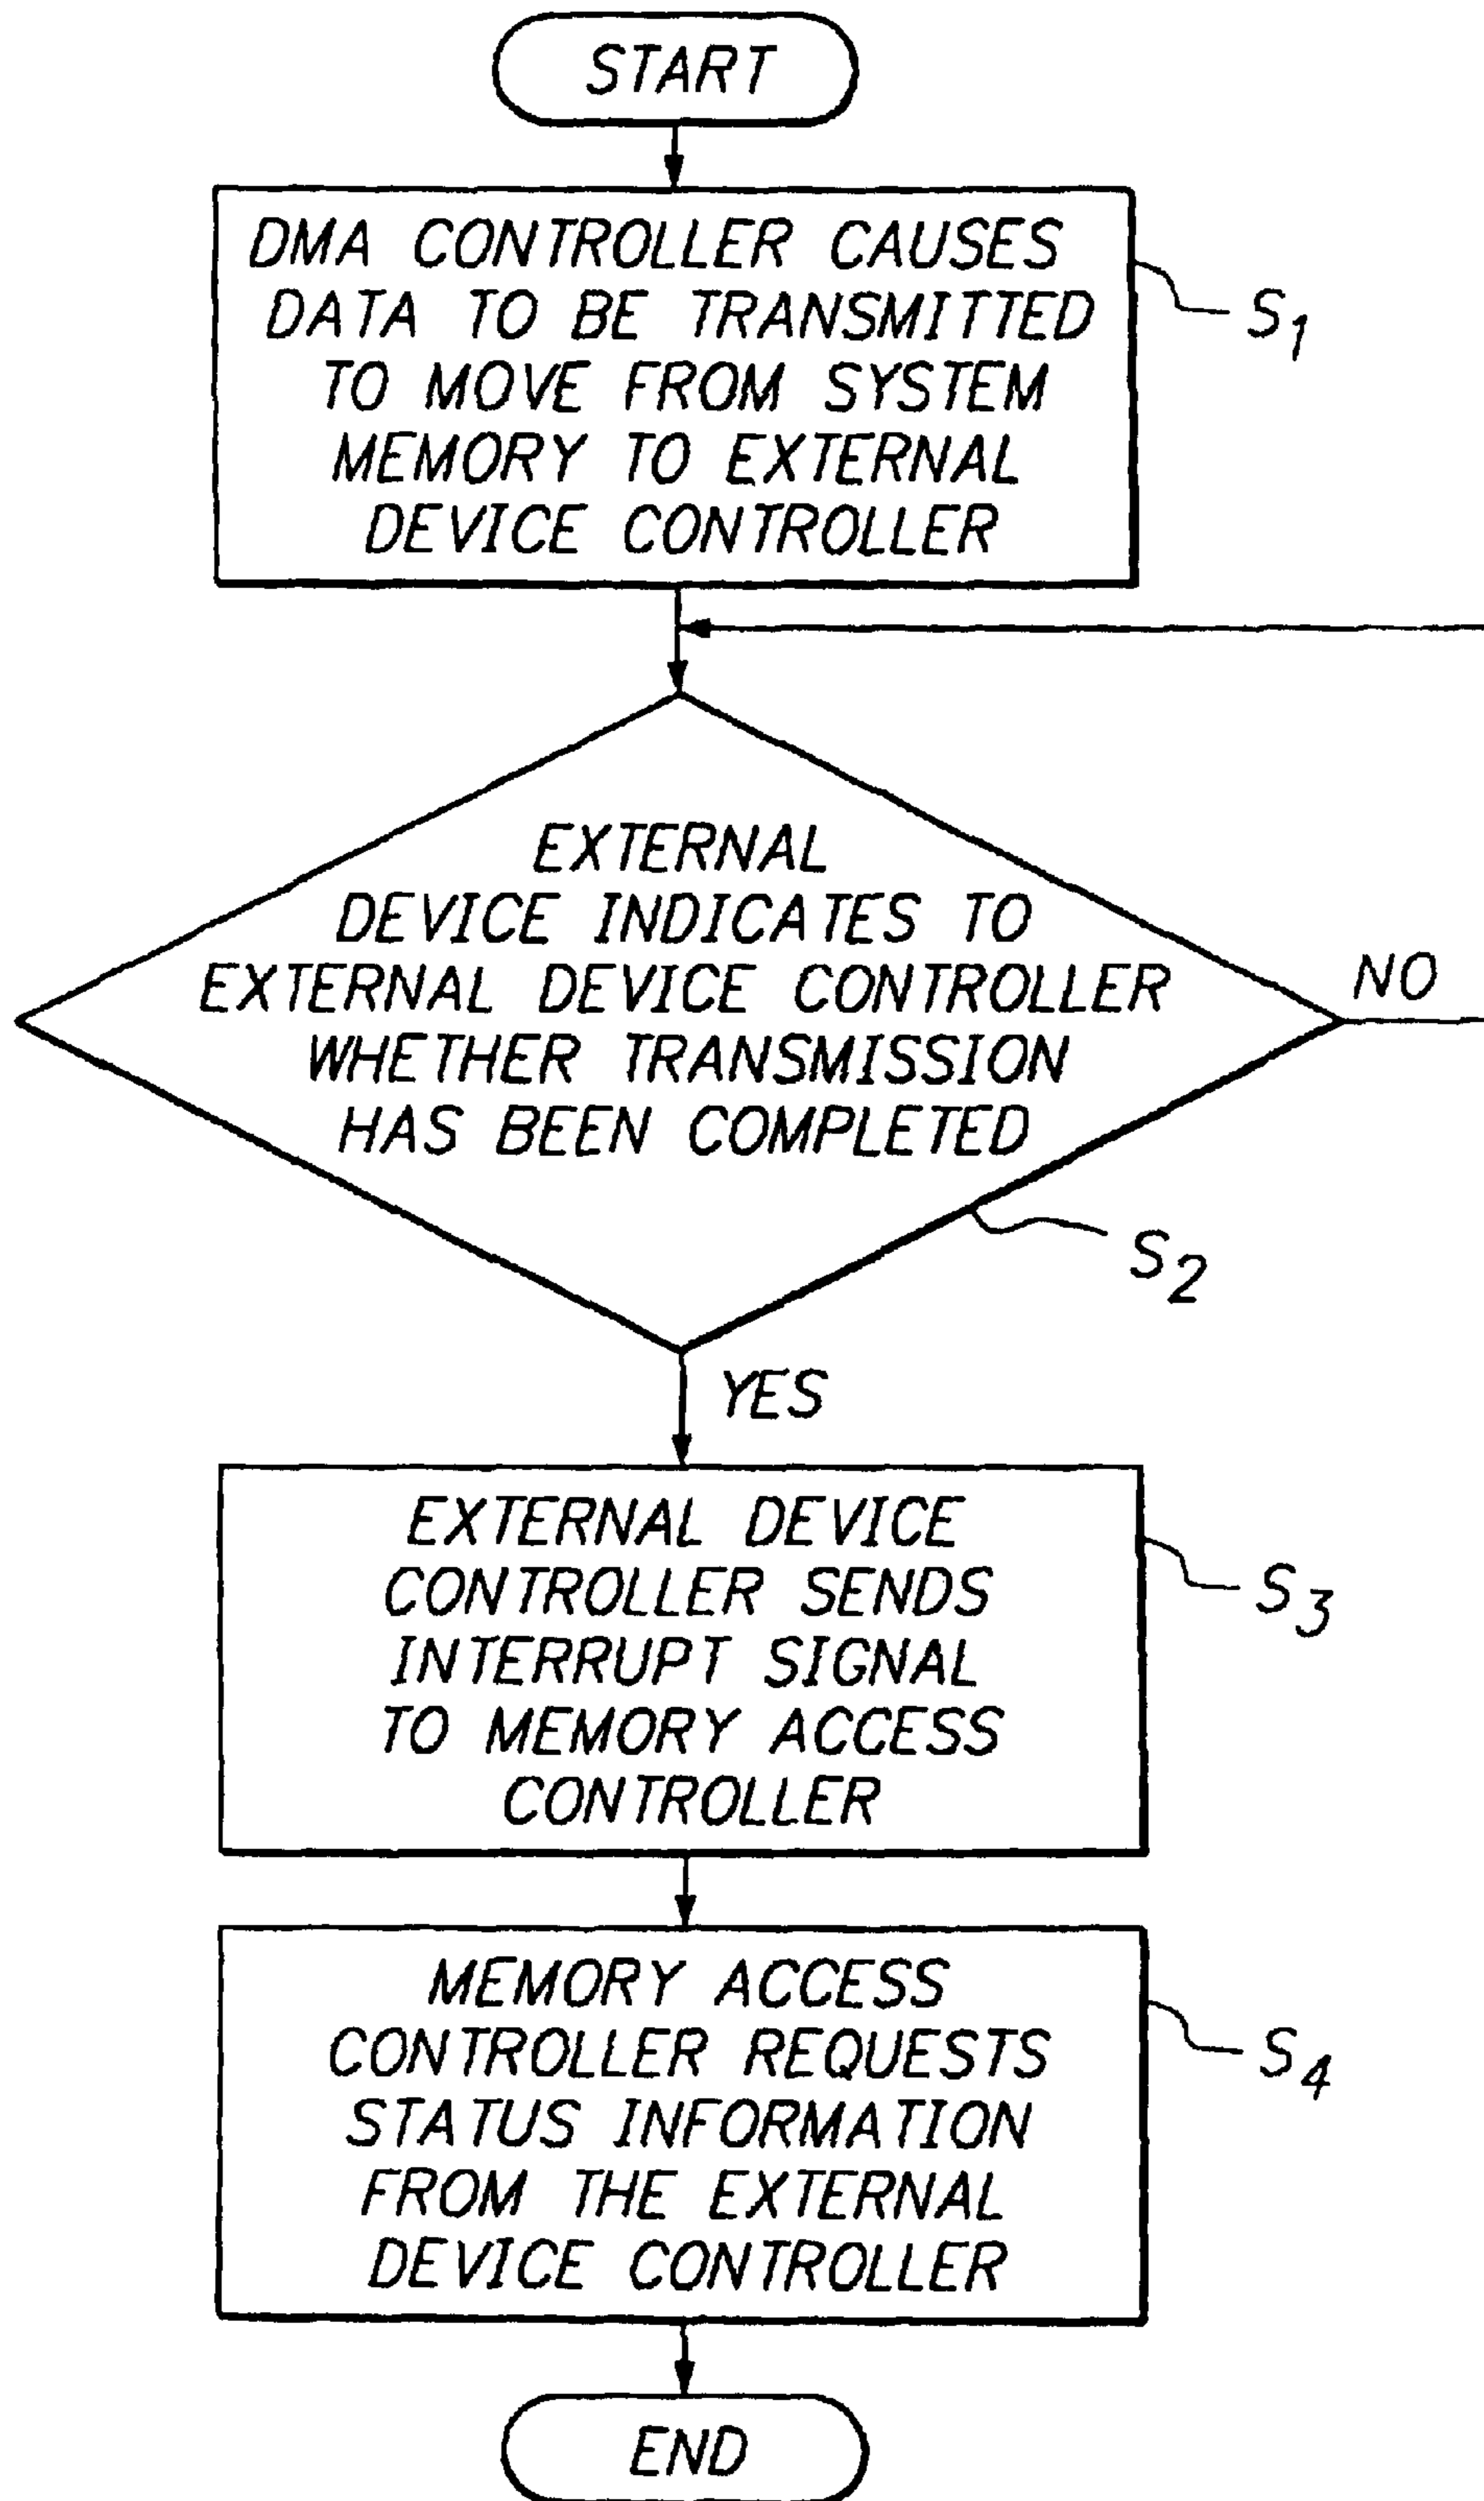 START
DMA CONTROLLER CAUSES
DATA TO BE TRANSMITTED
TO MOVE FROM SYSTEM
MEMORY TO EXTERNAL
DEVICE CONTROLLER
S1
EXTERNAL
DEVICE INDICATES TO
EXTERNAL DEVICE CONTROLLER
WHETHER TRANSMISSION
HAS BEEN COMPLETED
NO
S2
YES
EXTERNAL DEVICE
CONTROLLER SENDS
INTERRUPT SIGNAL
TO MEMORY ACCESS
CONTROLLER
S3
MEMORY ACCESS
CONTROLLER REQUESTS
STATUS INFORMATION
FROM THE EXTERNAL
DEVICE CONTROLLER
S4
END